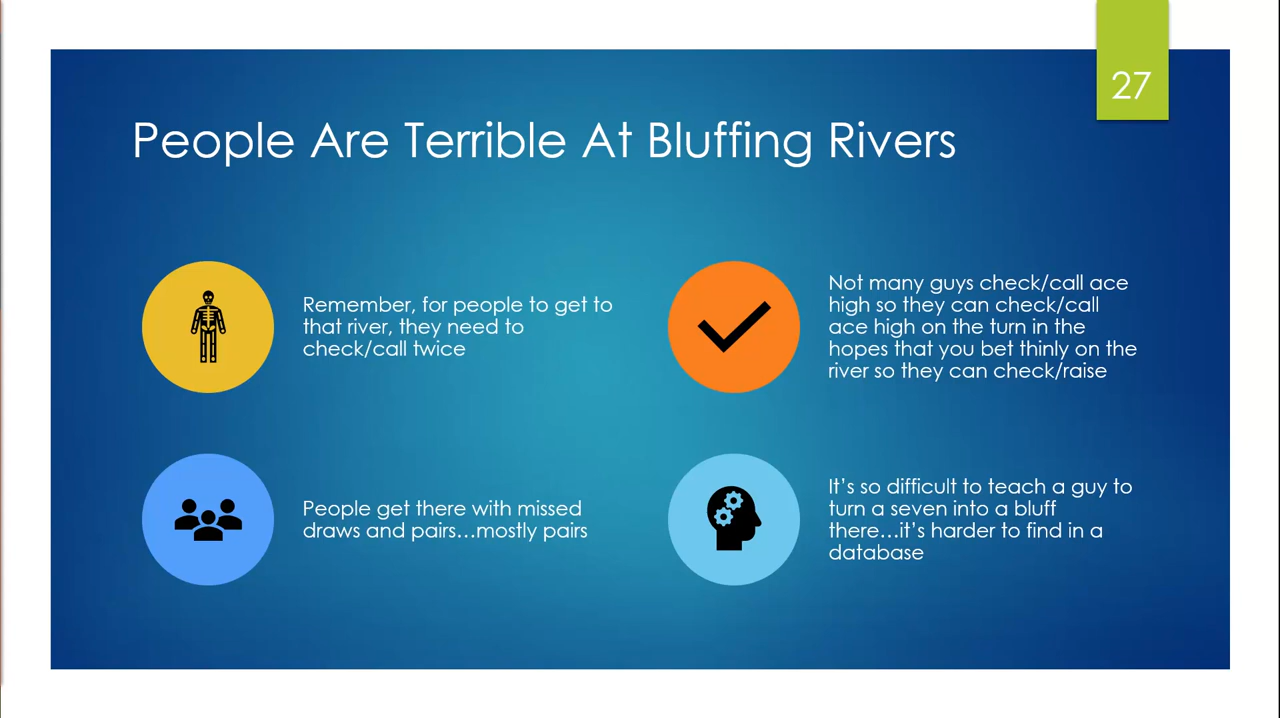 27
People Are Terrible At Bluffing Rivers
Remember, for people to get to
that river, they need to
check/call twice
Not many guys check/call ace
high so they can check/call
ace high on the turn in the
hopes that you bet thinly on the
river so they can check/raise
People get there with missed
draws and pairs…mostly pairs
It’s so difficult to teach a guy to
turn a seven into a bluff
there…it’s harder to find in a
database